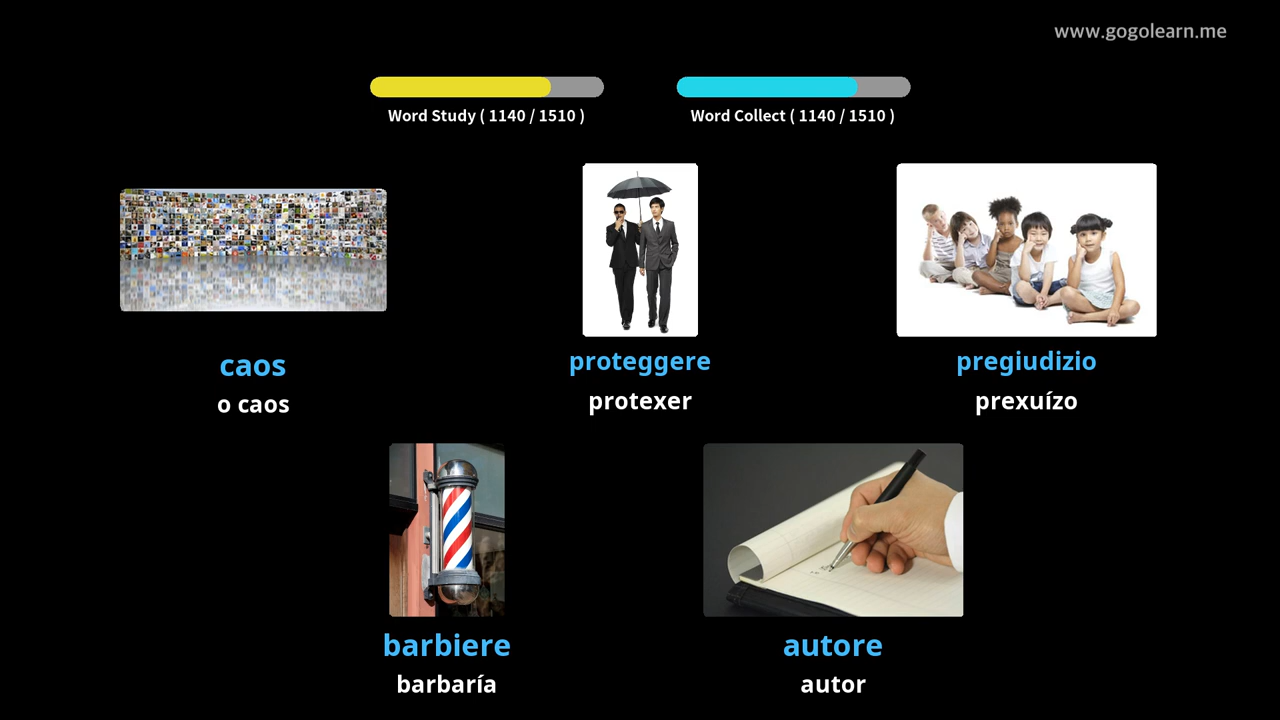 www.gogolearn.me
Word Study ( 1140 / 1510 )
Word Collect ( 1140 / 1510 )
caos
o caos
proteggere
protexer
pregiudizio
prexuízo
barbiere
barbaría
autore
autor